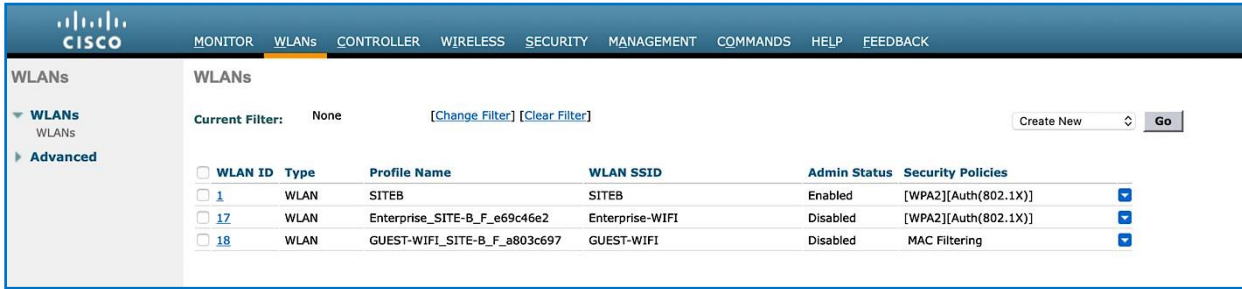 CISCO
MONITOR WLANs CONTROLLER WIRELESS SECURITY MANAGEMENT COMMANDS HELP FEEDBACK
WLANs
WLANs
WLANs
Advanced
WLANs
Current Filter: None [Change Filter] [Clear Filter]
Create New Go
WLAN ID Type Profile Name WLAN SSID Admin Status Security Policies
1 WLAN SITEB SITEB Enabled [WPA2][Auth(802.1X)]
17 WLAN Enterprise_SITE-B_F_e69c46e2 Enterprise-WIFI Disabled [WPA2][Auth(802.1X)]
18 WLAN GUEST-WIFI_SITE-B_F_a803c697 GUEST-WIFI Disabled MAC Filtering